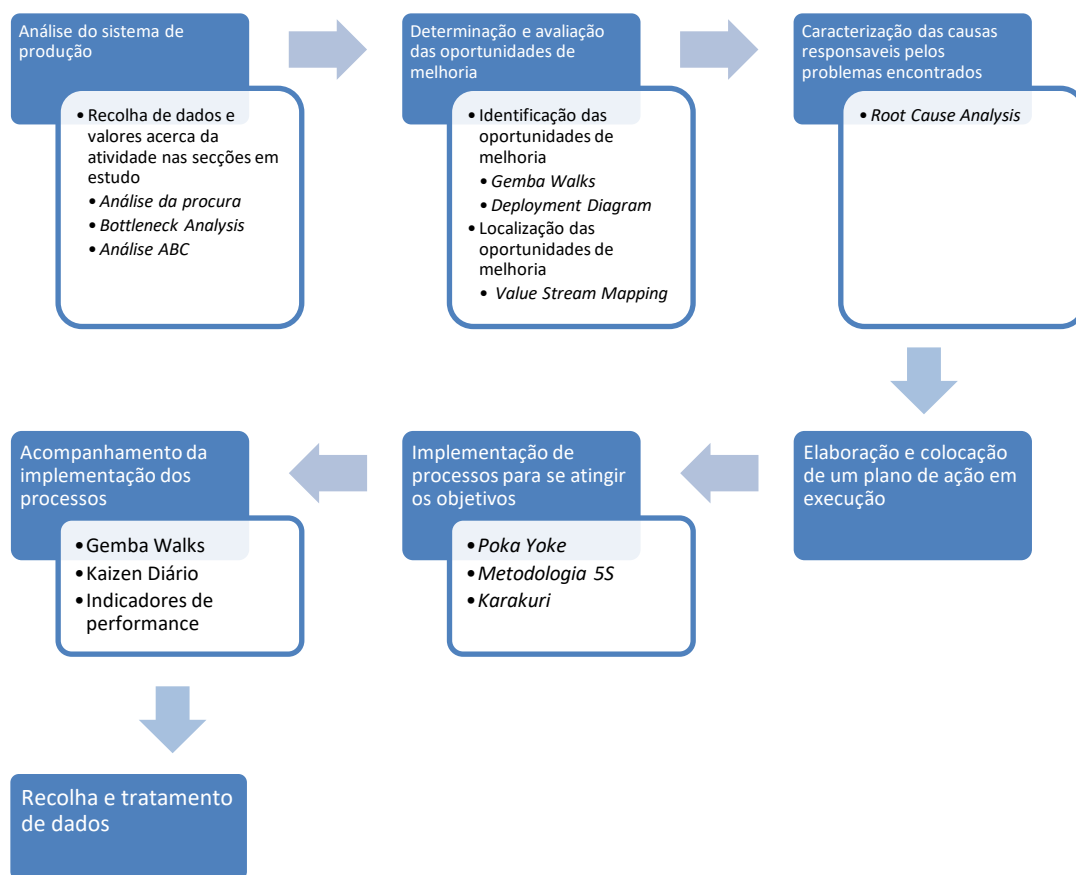 Análise do sistema de
produção
• Recolha de dados e
valores acerca da
atividade nas secções em
estudo
• Análise da procura
• Bottleneck Analysis
• Análise ABC
Determinação e avaliação
das oportunidades de
melhoria
• Identificação das
oportunidades de
melhoria
• Gemba Walks
• Deployment Diagram
• Localização das
oportunidades de
melhoria
• Value Stream Mapping
Caracterização das causas
responsaveis pelos
problemas encontrados
• Root Cause Analysis
Elaboração e colocação
de um plano de ação em
execução
Implementação de
processos para se atingir
os objetivos
• Poka Yoke
• Metodologia 5S
• Karakuri
Acompanhamento da
implementação dos
processos
• Gemba Walks
• Kaizen Diário
• Indicadores de
performance
Recolha e tratamento
de dados